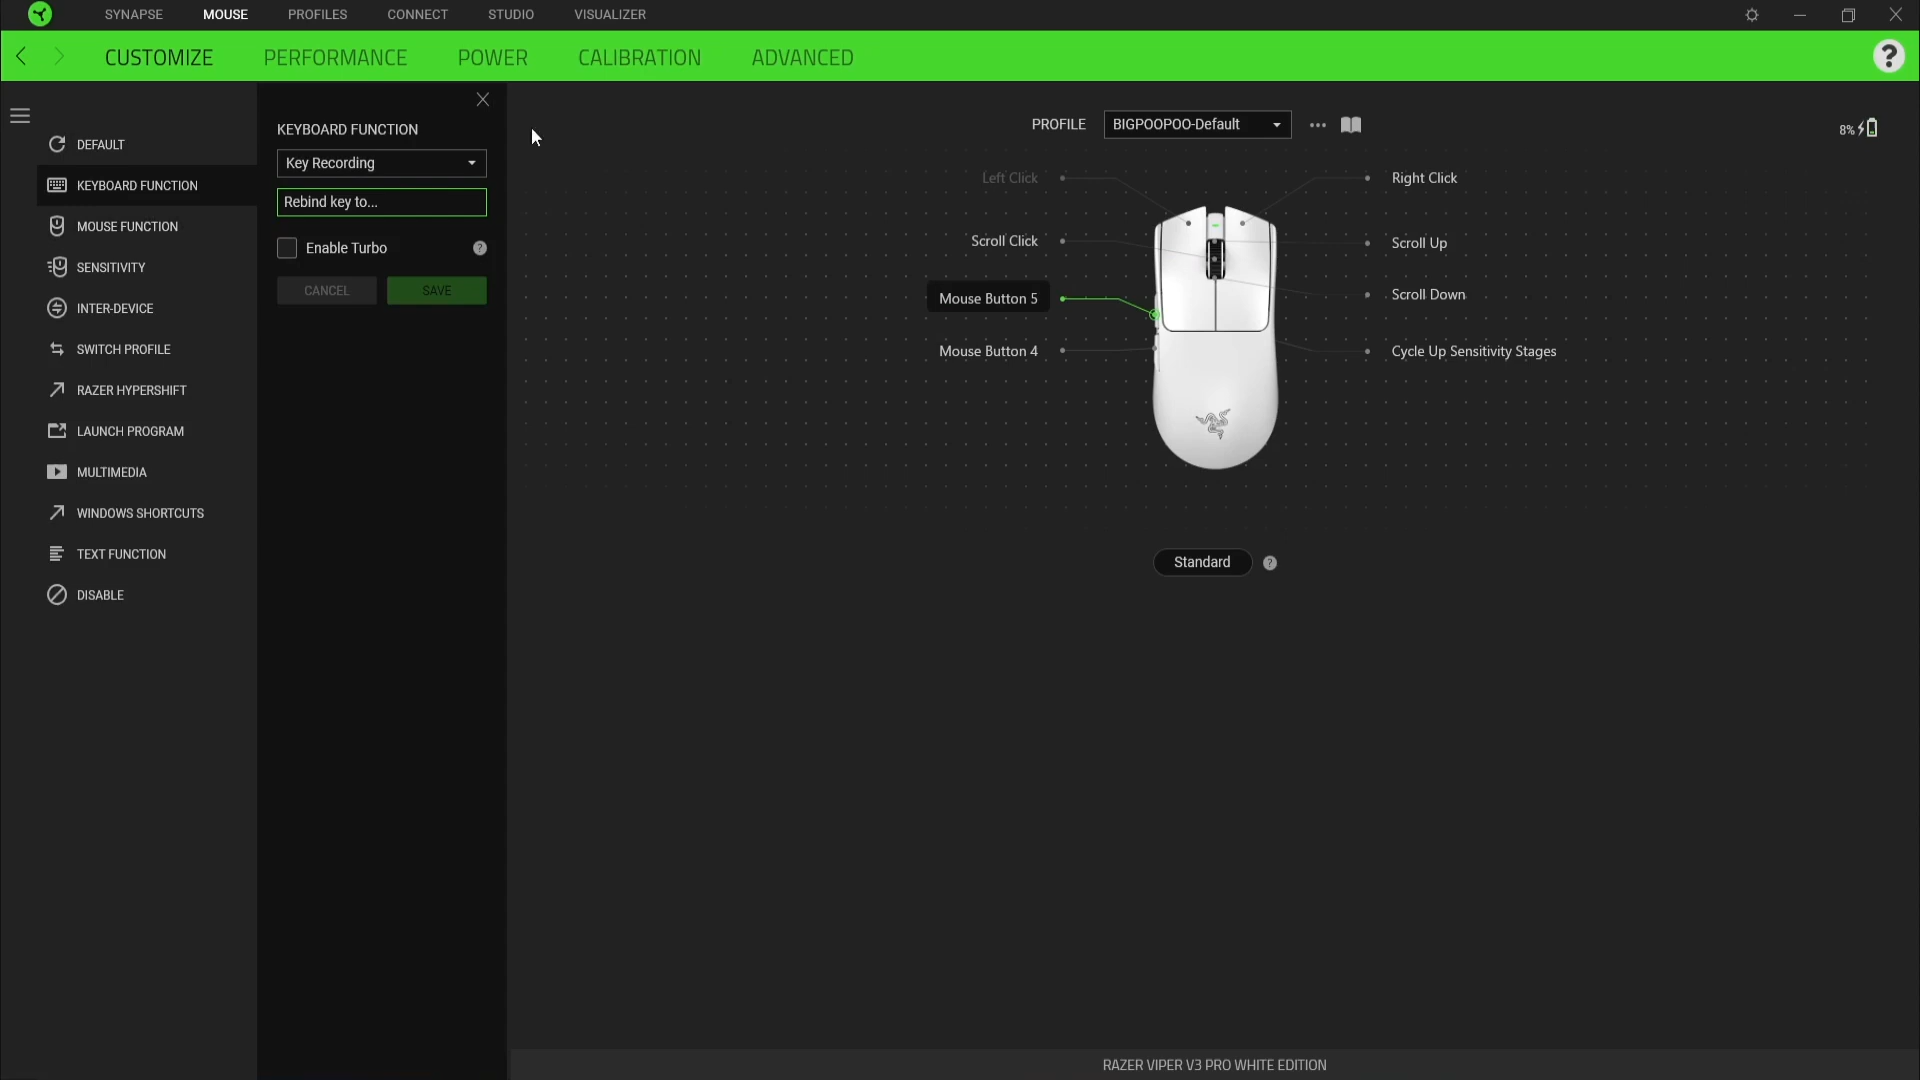 SYNAPSE MOUSE PROFILES CONNECT STUDIO VISUALIZER
CUSTOMIZE PERFORMANCE POWER CALIBRATION ADVANCED
?
DEFAULT
KEYBOARD FUNCTION
MOUSE FUNCTION
SENSITIVITY
INTER-DEVICE
SWITCH PROFILE
RAZER HYPERSHIFT
LAUNCH PROGRAM
MULTIMEDIA
WINDOWS SHORTCUTS
TEXT FUNCTION
DISABLE
KEYBOARD FUNCTION
Key Recording
Rebind key to...
Enable Turbo ?
CANCEL SAVE
PROFILE BIGPOOPOO-Default
8%
Left Click
Scroll Click
Mouse Button 5
Mouse Button 4
Right Click
Scroll Up
Scroll Down
Cycle Up Sensitivity Stages
Standard ?
RAZER VIPER V3 PRO WHITE EDITION